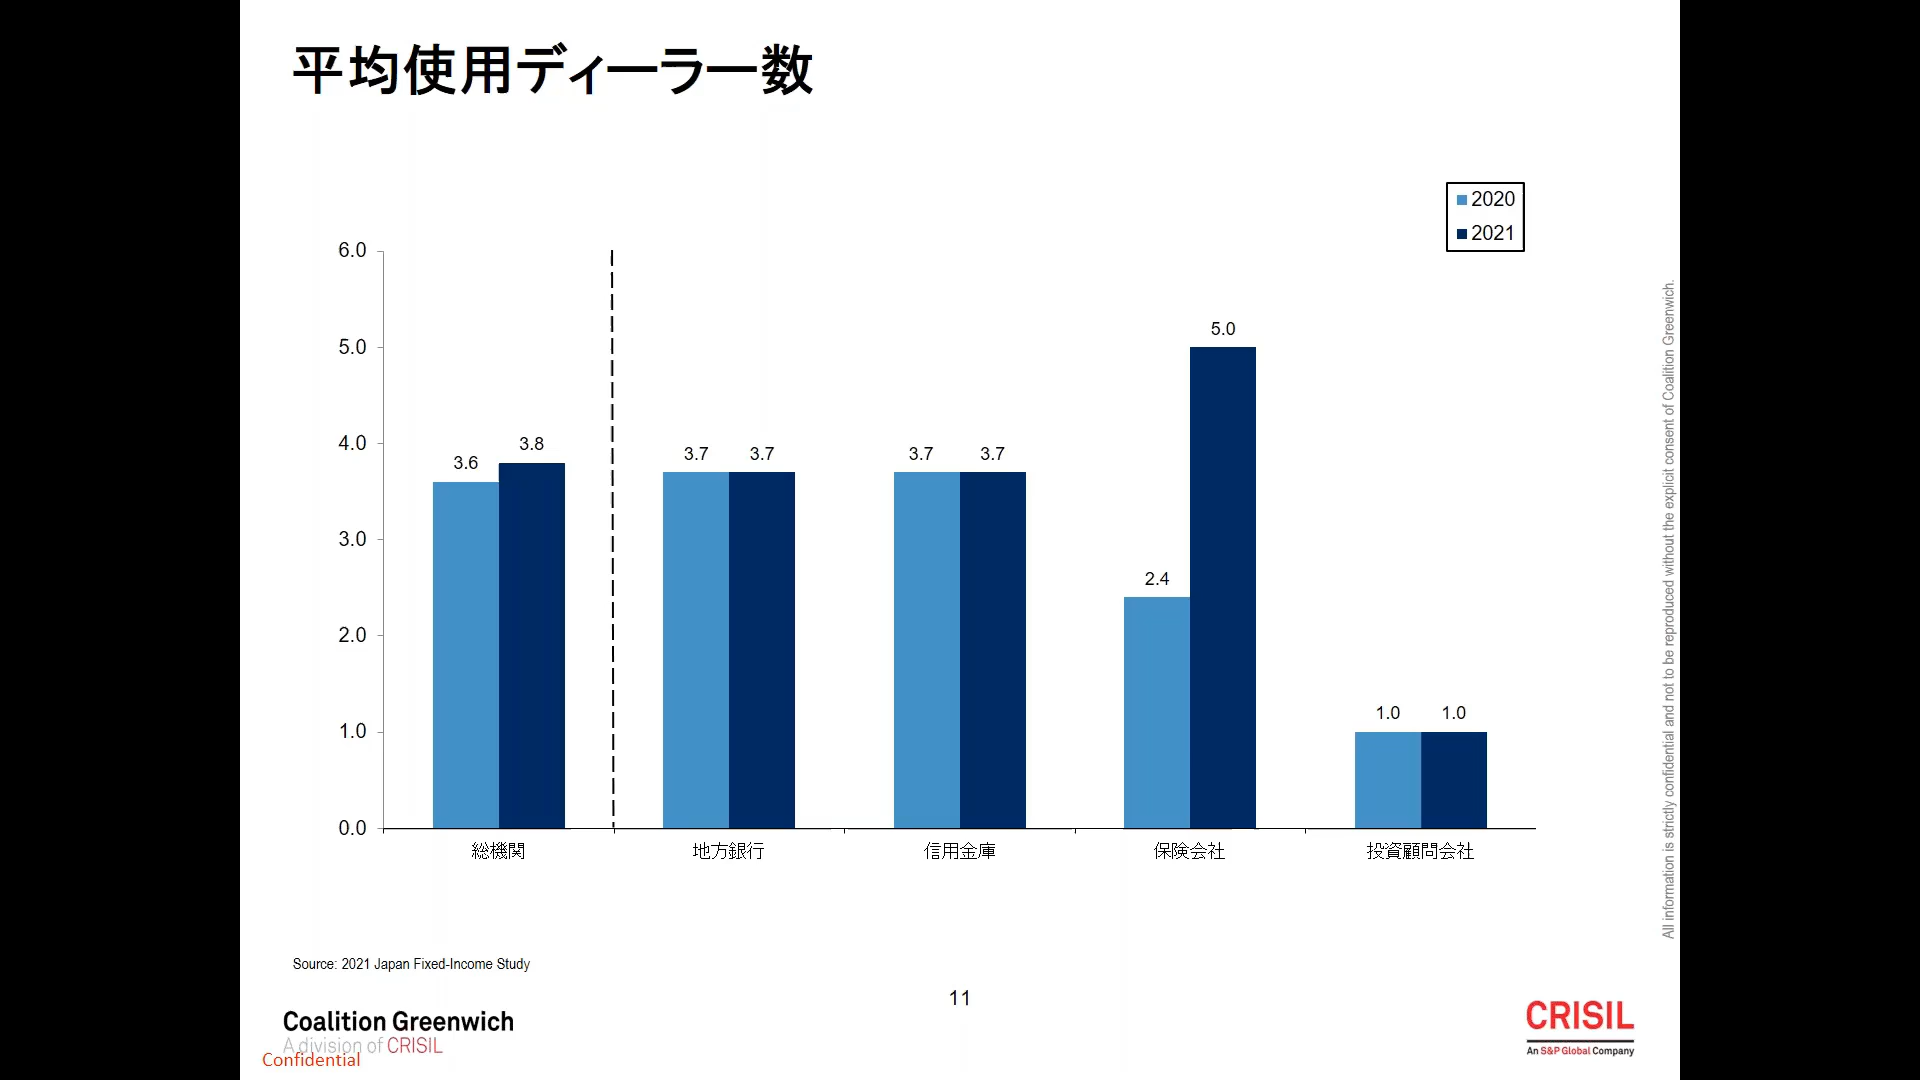 平均使用ディーラー数
2020
2021
6.0
5.0
4.0
3.0
2.0
1.0
0.0
3.6
3.8
3.7
3.7
3.7
3.7
2.4
5.0
1.0
1.0
総機関
地方銀行
信用金庫
保険会社
投資顧問会社
All information is strictly confidential and not to be reproduced without the explicit consent of Coalition Greenwich.
Source: 2021 Japan Fixed-Income Study
11
Coalition Greenwich
A division of CRISIL
Confidential
CRISIL
An S&P Global Company